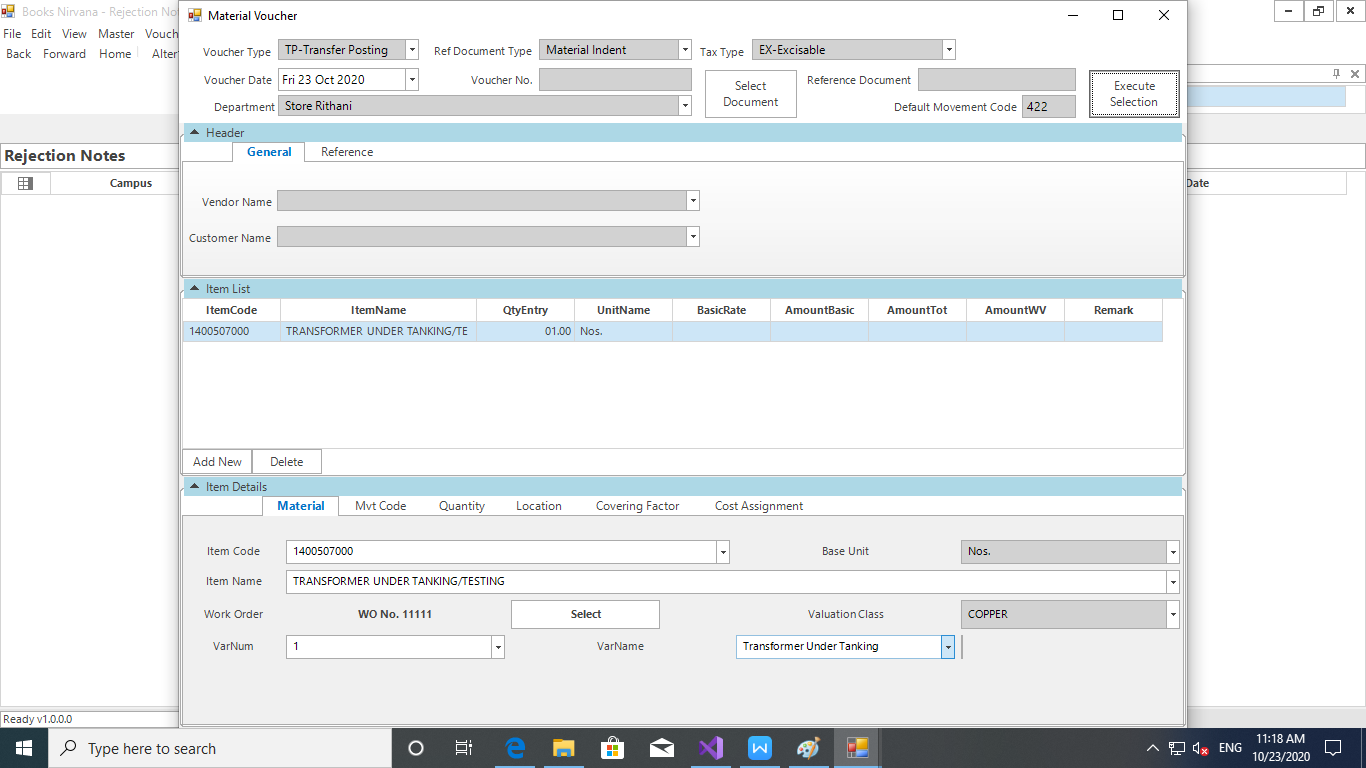 Books Nirvana - Rejection Note
Material Voucher
File Edit View Master Vouch
Back Forward Home Alter
Voucher Type TP-Transfer Posting Ref Document Type Material Indent Tax Type EX-Excisable
Voucher Date Fri 23 Oct 2020 Voucher No. Select Document Reference Document Execute Selection
Department Store Rithani Default Movement Code 422
Header
General Reference
Rejection Notes
Campus Date
Vendor Name
Customer Name
Item List
ItemCode ItemName QtyEntry UnitName BasicRate AmountBasic AmountTot AmountWV Remark
1400507000 TRANSFORMER UNDER TANKING/TE 01.00 Nos.
Add New Delete
Item Details
Material Mvt Code Quantity Location Covering Factor Cost Assignment
Item Code 1400507000 Base Unit Nos.
Item Name TRANSFORMER UNDER TANKING/TESTING
Work Order WO No. 11111 Select Valuation Class COPPER
VarNum 1 VarName Transformer Under Tanking
Ready v1.0.0.0
Type here to search
ENG
11:18 AM
10/23/2020